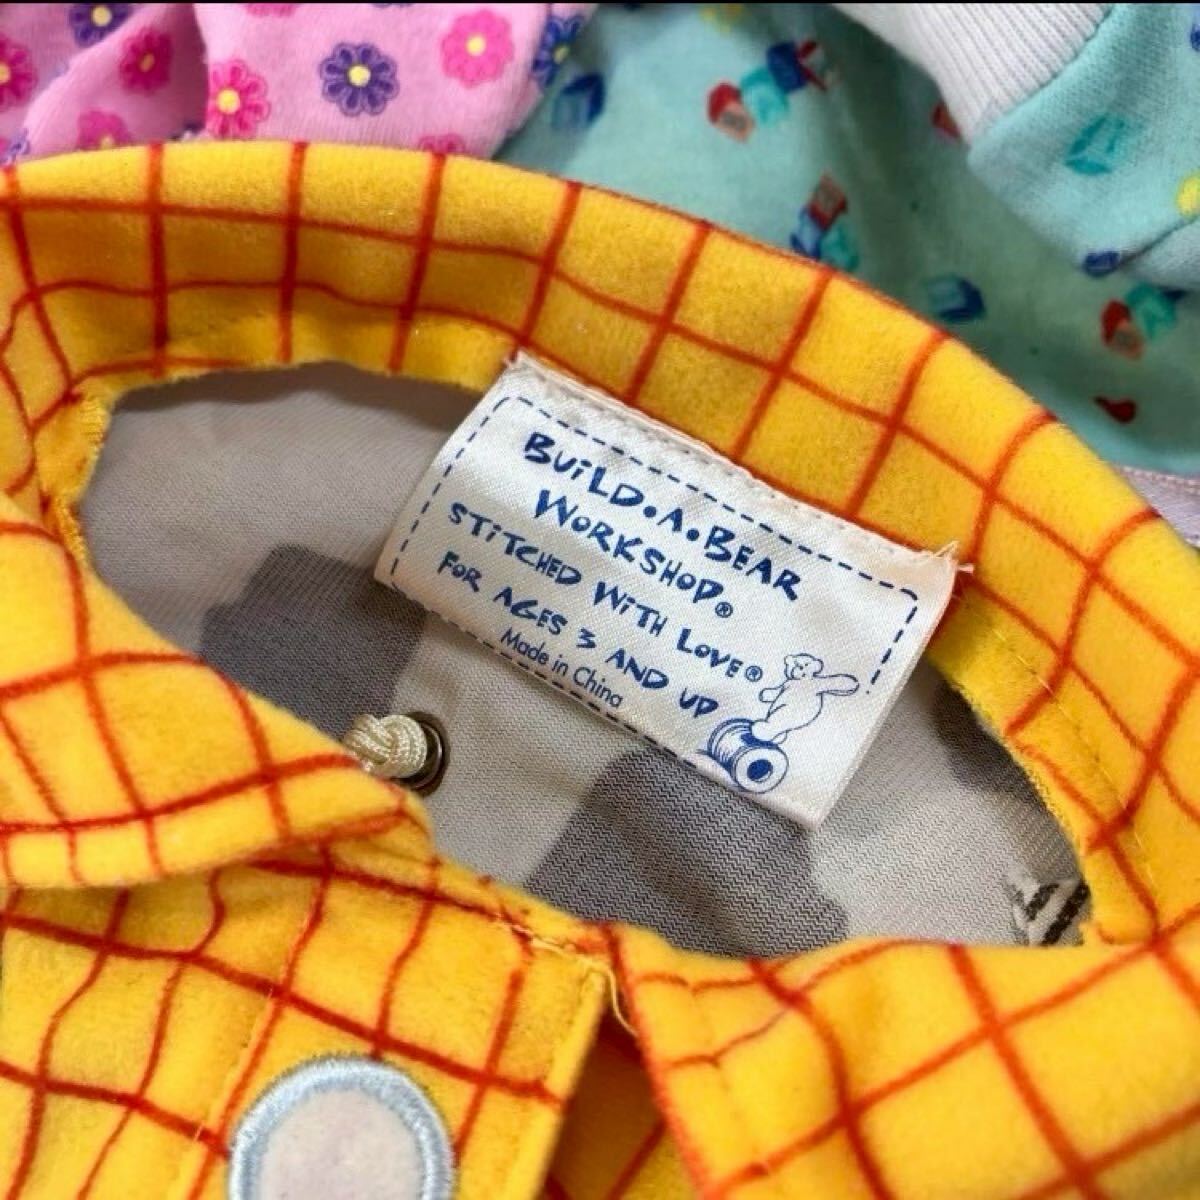 BUiLD•A•BEAR
WORKSHOP®
STiTCHED WiTH LOVE®
FOR AGES 3 AND UP
Made in China